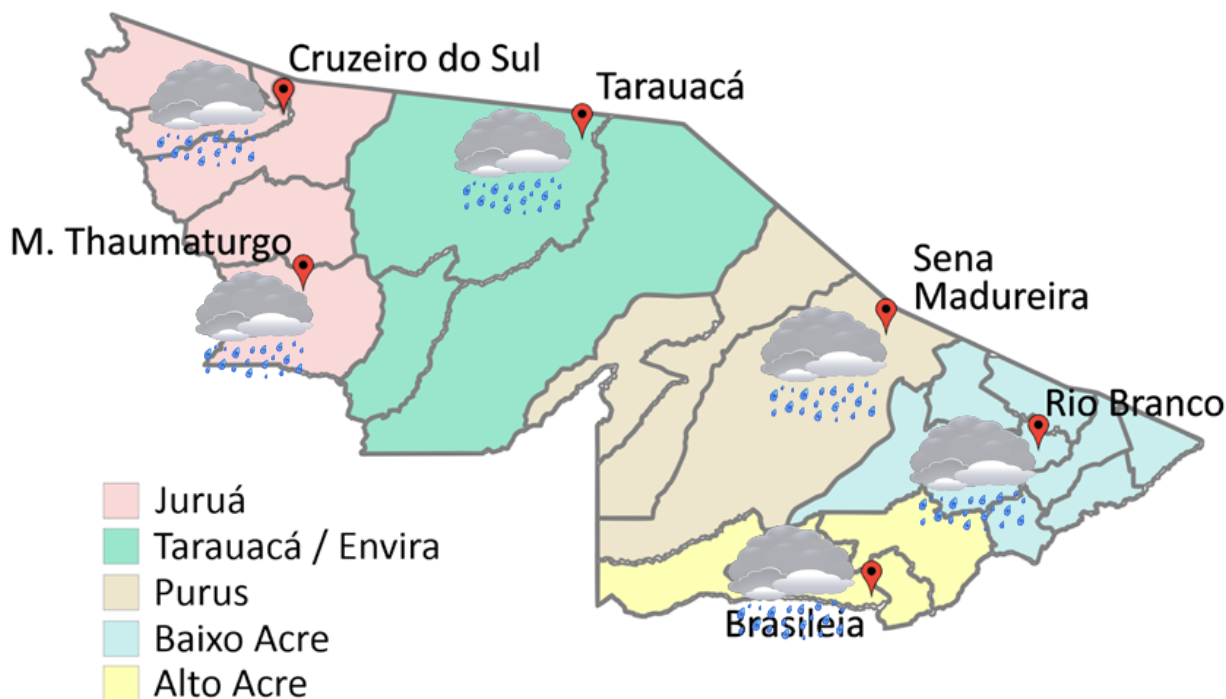 Cruzeiro do Sul
Tarauacá
M. Thaumaturgo
Sena
Madureira
Rio Branco
Brasileia
Juruá
Tarauacá / Envira
Purus
Baixo Acre
Alto Acre